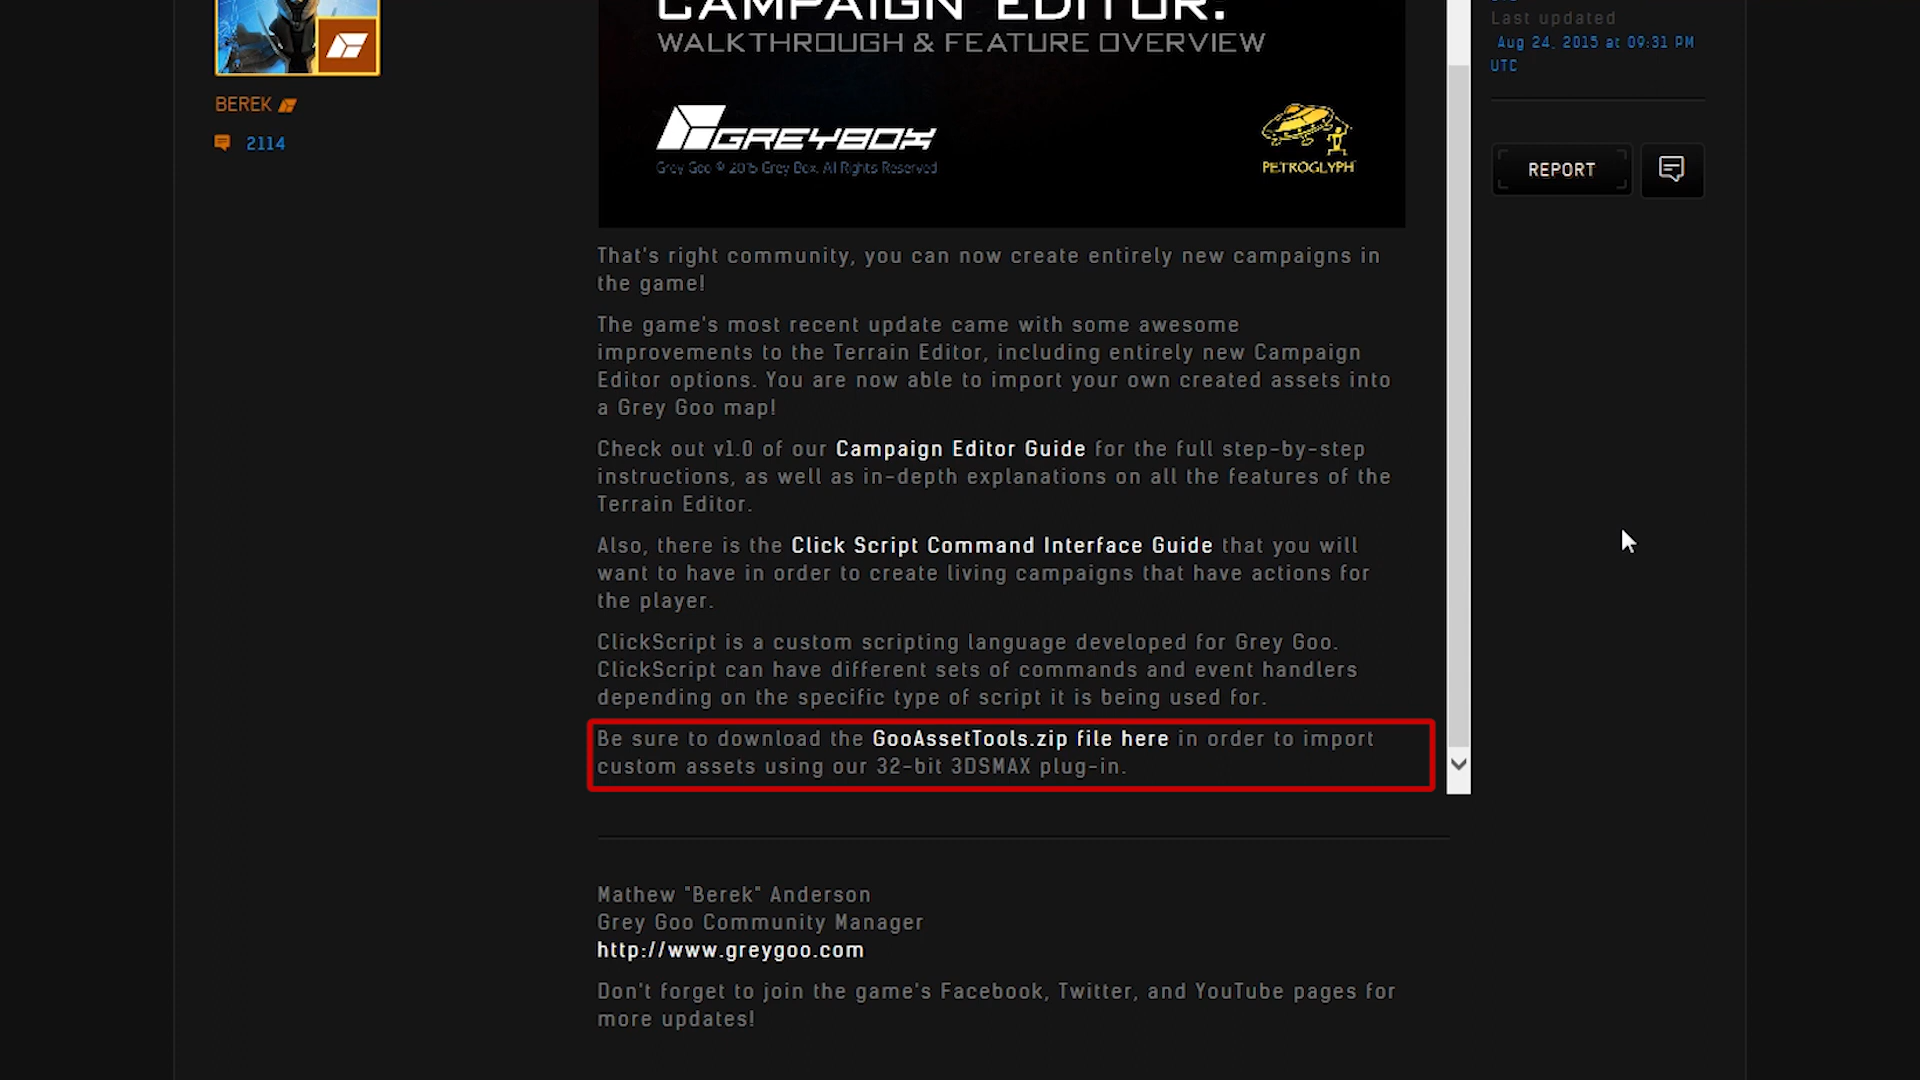 CAMPAIGN EDITOR:
WALKTHROUGH & FEATURE OVERVIEW
GREYBOX
Grey Goo © 2015 Grey Box. All Rights Reserved
PETROGLYPH
BEREK
2114
Last updated
Aug 24, 2015 at 09:31 PM
UTC
REPORT
That's right community, you can now create entirely new campaigns in
the game!
The game's most recent update came with some awesome
improvements to the Terrain Editor, including entirely new Campaign
Editor options. You are now able to import your own created assets into
a Grey Goo map!
Check out v1.0 of our Campaign Editor Guide for the full step-by-step
instructions, as well as in-depth explanations on all the features of the
Terrain Editor.
Also, there is the Click Script Command Interface Guide that you will
want to have in order to create living campaigns that have actions for
the player.
ClickScript is a custom scripting language developed for Grey Goo.
ClickScript can have different sets of commands and event handlers
depending on the specific type of script it is being used for.
Be sure to download the GooAssetTools.zip file here in order to import
custom assets using our 32-bit 3DSMAX plug-in.
Mathew "Berek" Anderson
Grey Goo Community Manager
http://www.greygoo.com
Don't forget to join the game's Facebook, Twitter, and YouTube pages for
more updates!